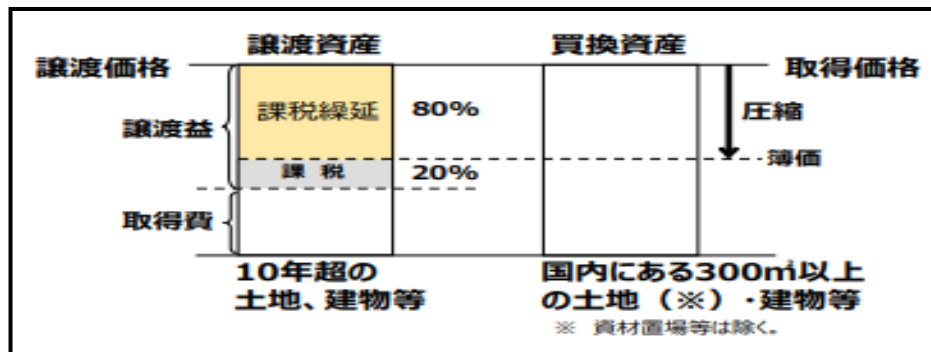 譲渡資産
買換資産
譲渡価格
取得価格
課税繰延
80%
圧縮
譲渡益
簿価
課 税
20%
取得費
10年超の
土地、建物等
国内にある300㎡以上
の土地（※）・建物等
※ 資材置場等は除く。